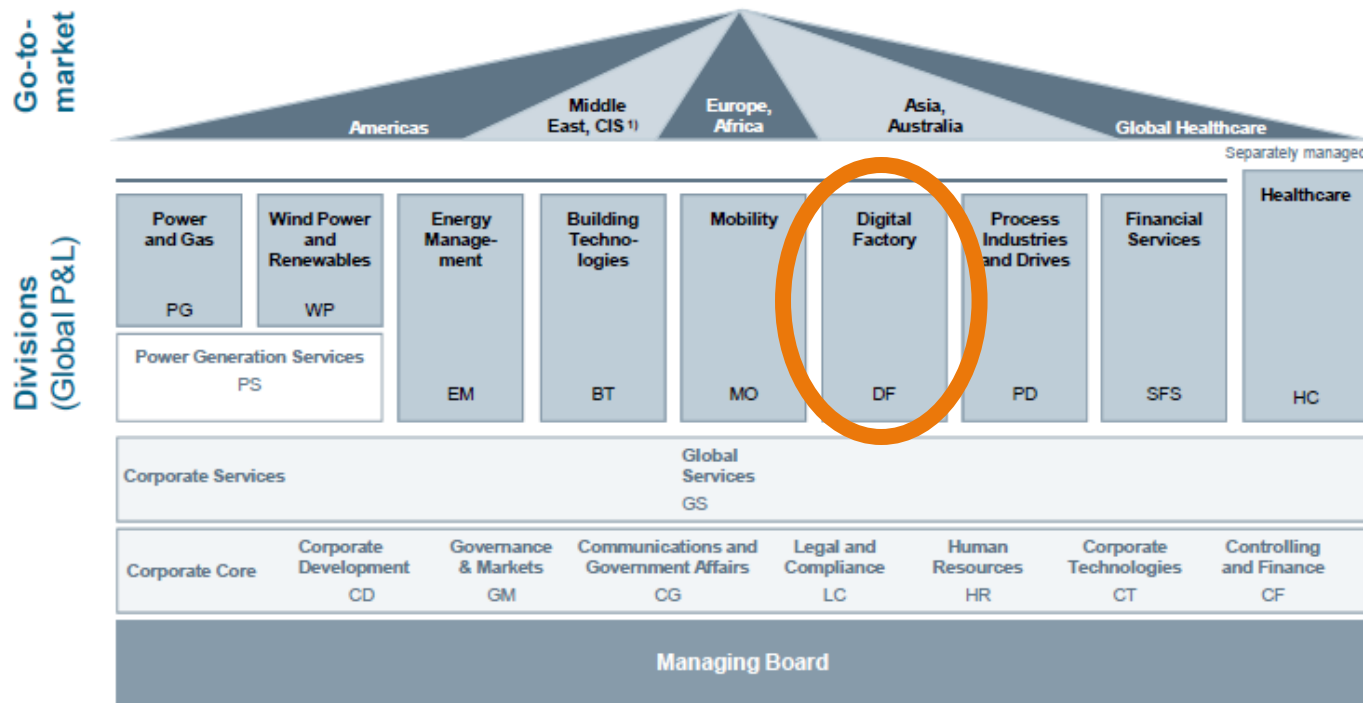 Go-to-
market
Americas
Middle
East, CIS 1)
Europe,
Africa
Asia,
Australia
Global Healthcare
Separately managed
Divisions
(Global P&L)
Power
and Gas
PG
Wind Power
and
Renewables
WP
Power Generation Services
PS
Energy
Manage-
ment
EM
Building
Techno-
logies
BT
Mobility
MO
Digital
Factory
DF
Process
Industries
and Drives
PD
Financial
Services
SFS
Healthcare
HC
Corporate Services
Global
Services
GS
Corporate Core
Corporate
Development
CD
Governance
& Markets
GM
Communications and
Government Affairs
CG
Legal and
Compliance
LC
Human
Resources
HR
Corporate
Technologies
CT
Controlling
and Finance
CF
Managing Board